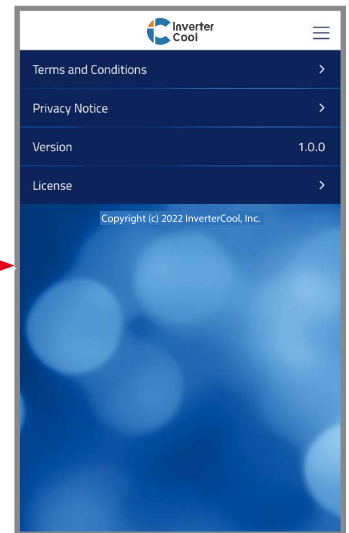 Inverter
Cool
Terms and Conditions
Privacy Notice
Version 1.0.0
License
Copyright (c) 2022 InverterCool, Inc.